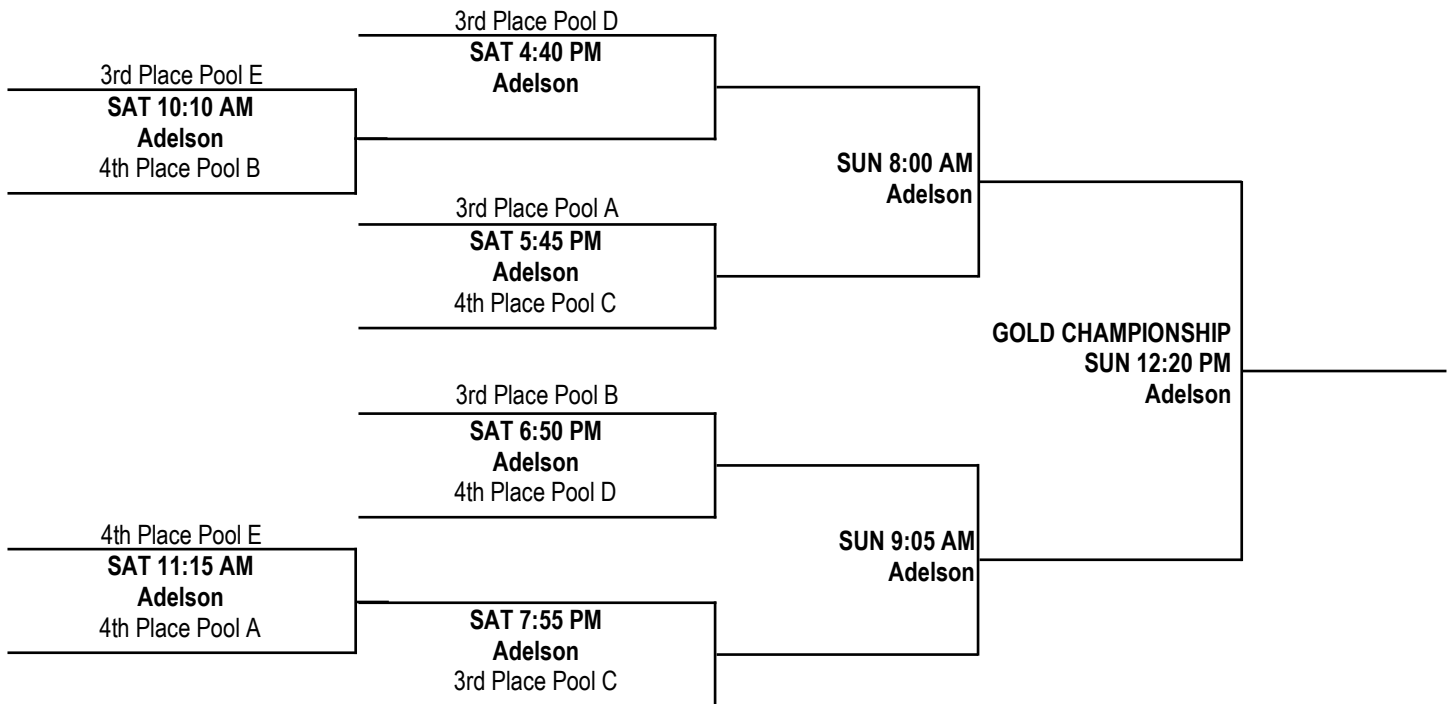 3rd Place Pool D
SAT 4:40 PM
Adelson
3rd Place Pool E
SAT 10:10 AM
Adelson
4th Place Pool B
SUN 8:00 AM
Adelson
3rd Place Pool A
SAT 5:45 PM
Adelson
4th Place Pool C
GOLD CHAMPIONSHIP
SUN 12:20 PM
Adelson
3rd Place Pool B
SAT 6:50 PM
Adelson
4th Place Pool D
4th Place Pool E
SAT 11:15 AM
Adelson
4th Place Pool A
SUN 9:05 AM
Adelson
SAT 7:55 PM
Adelson
3rd Place Pool C